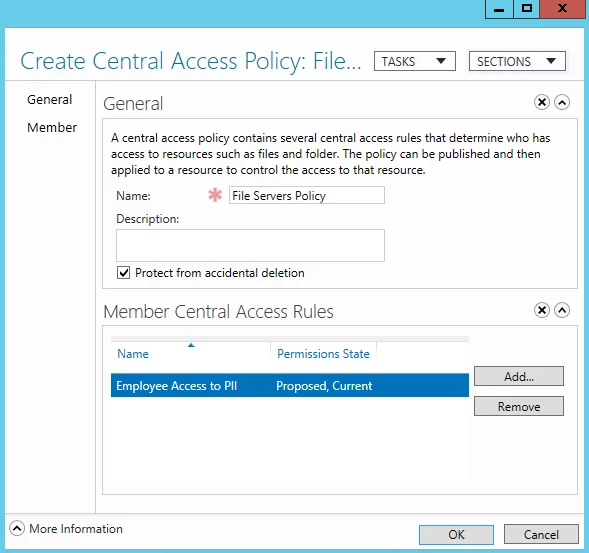 Create Central Access Policy: File...
TASKS
SECTIONS
General
Member
General
A central access policy contains several central access rules that determine who has
access to resources such as files and folder. The policy can be published and then
applied to a resource to control the access to that resource.
Name:
* File Servers Policy
Description:
Protect from accidental deletion
Member Central Access Rules
Name
Permissions State
Employee Access to PII
Proposed, Current
Add...
Remove
More Information
OK
Cancel